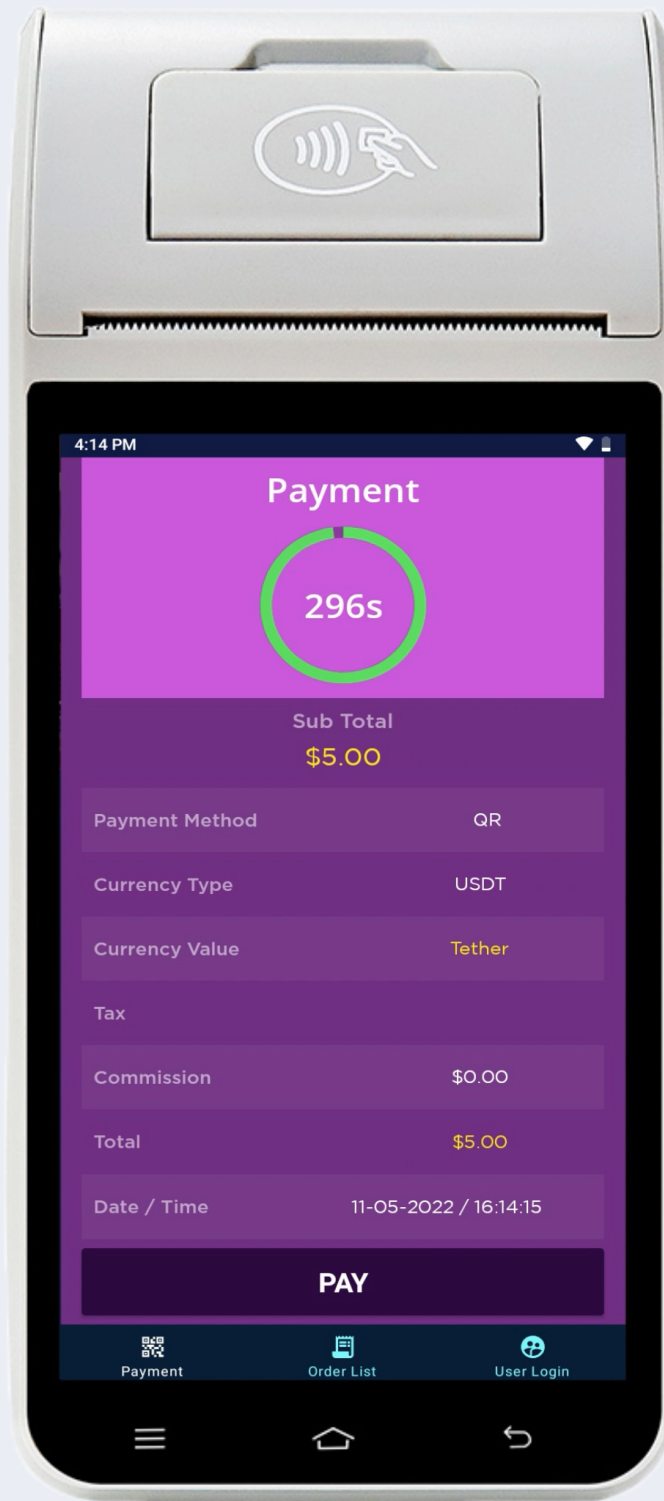 4:14 PM
Payment
296s
Sub Total
$5.00
Payment Method QR
Currency Type USDT
Currency Value Tether
Tax
Commission $0.00
Total $5.00
Date / Time 11-05-2022 / 16:14:15
PAY
Payment Order List User Login